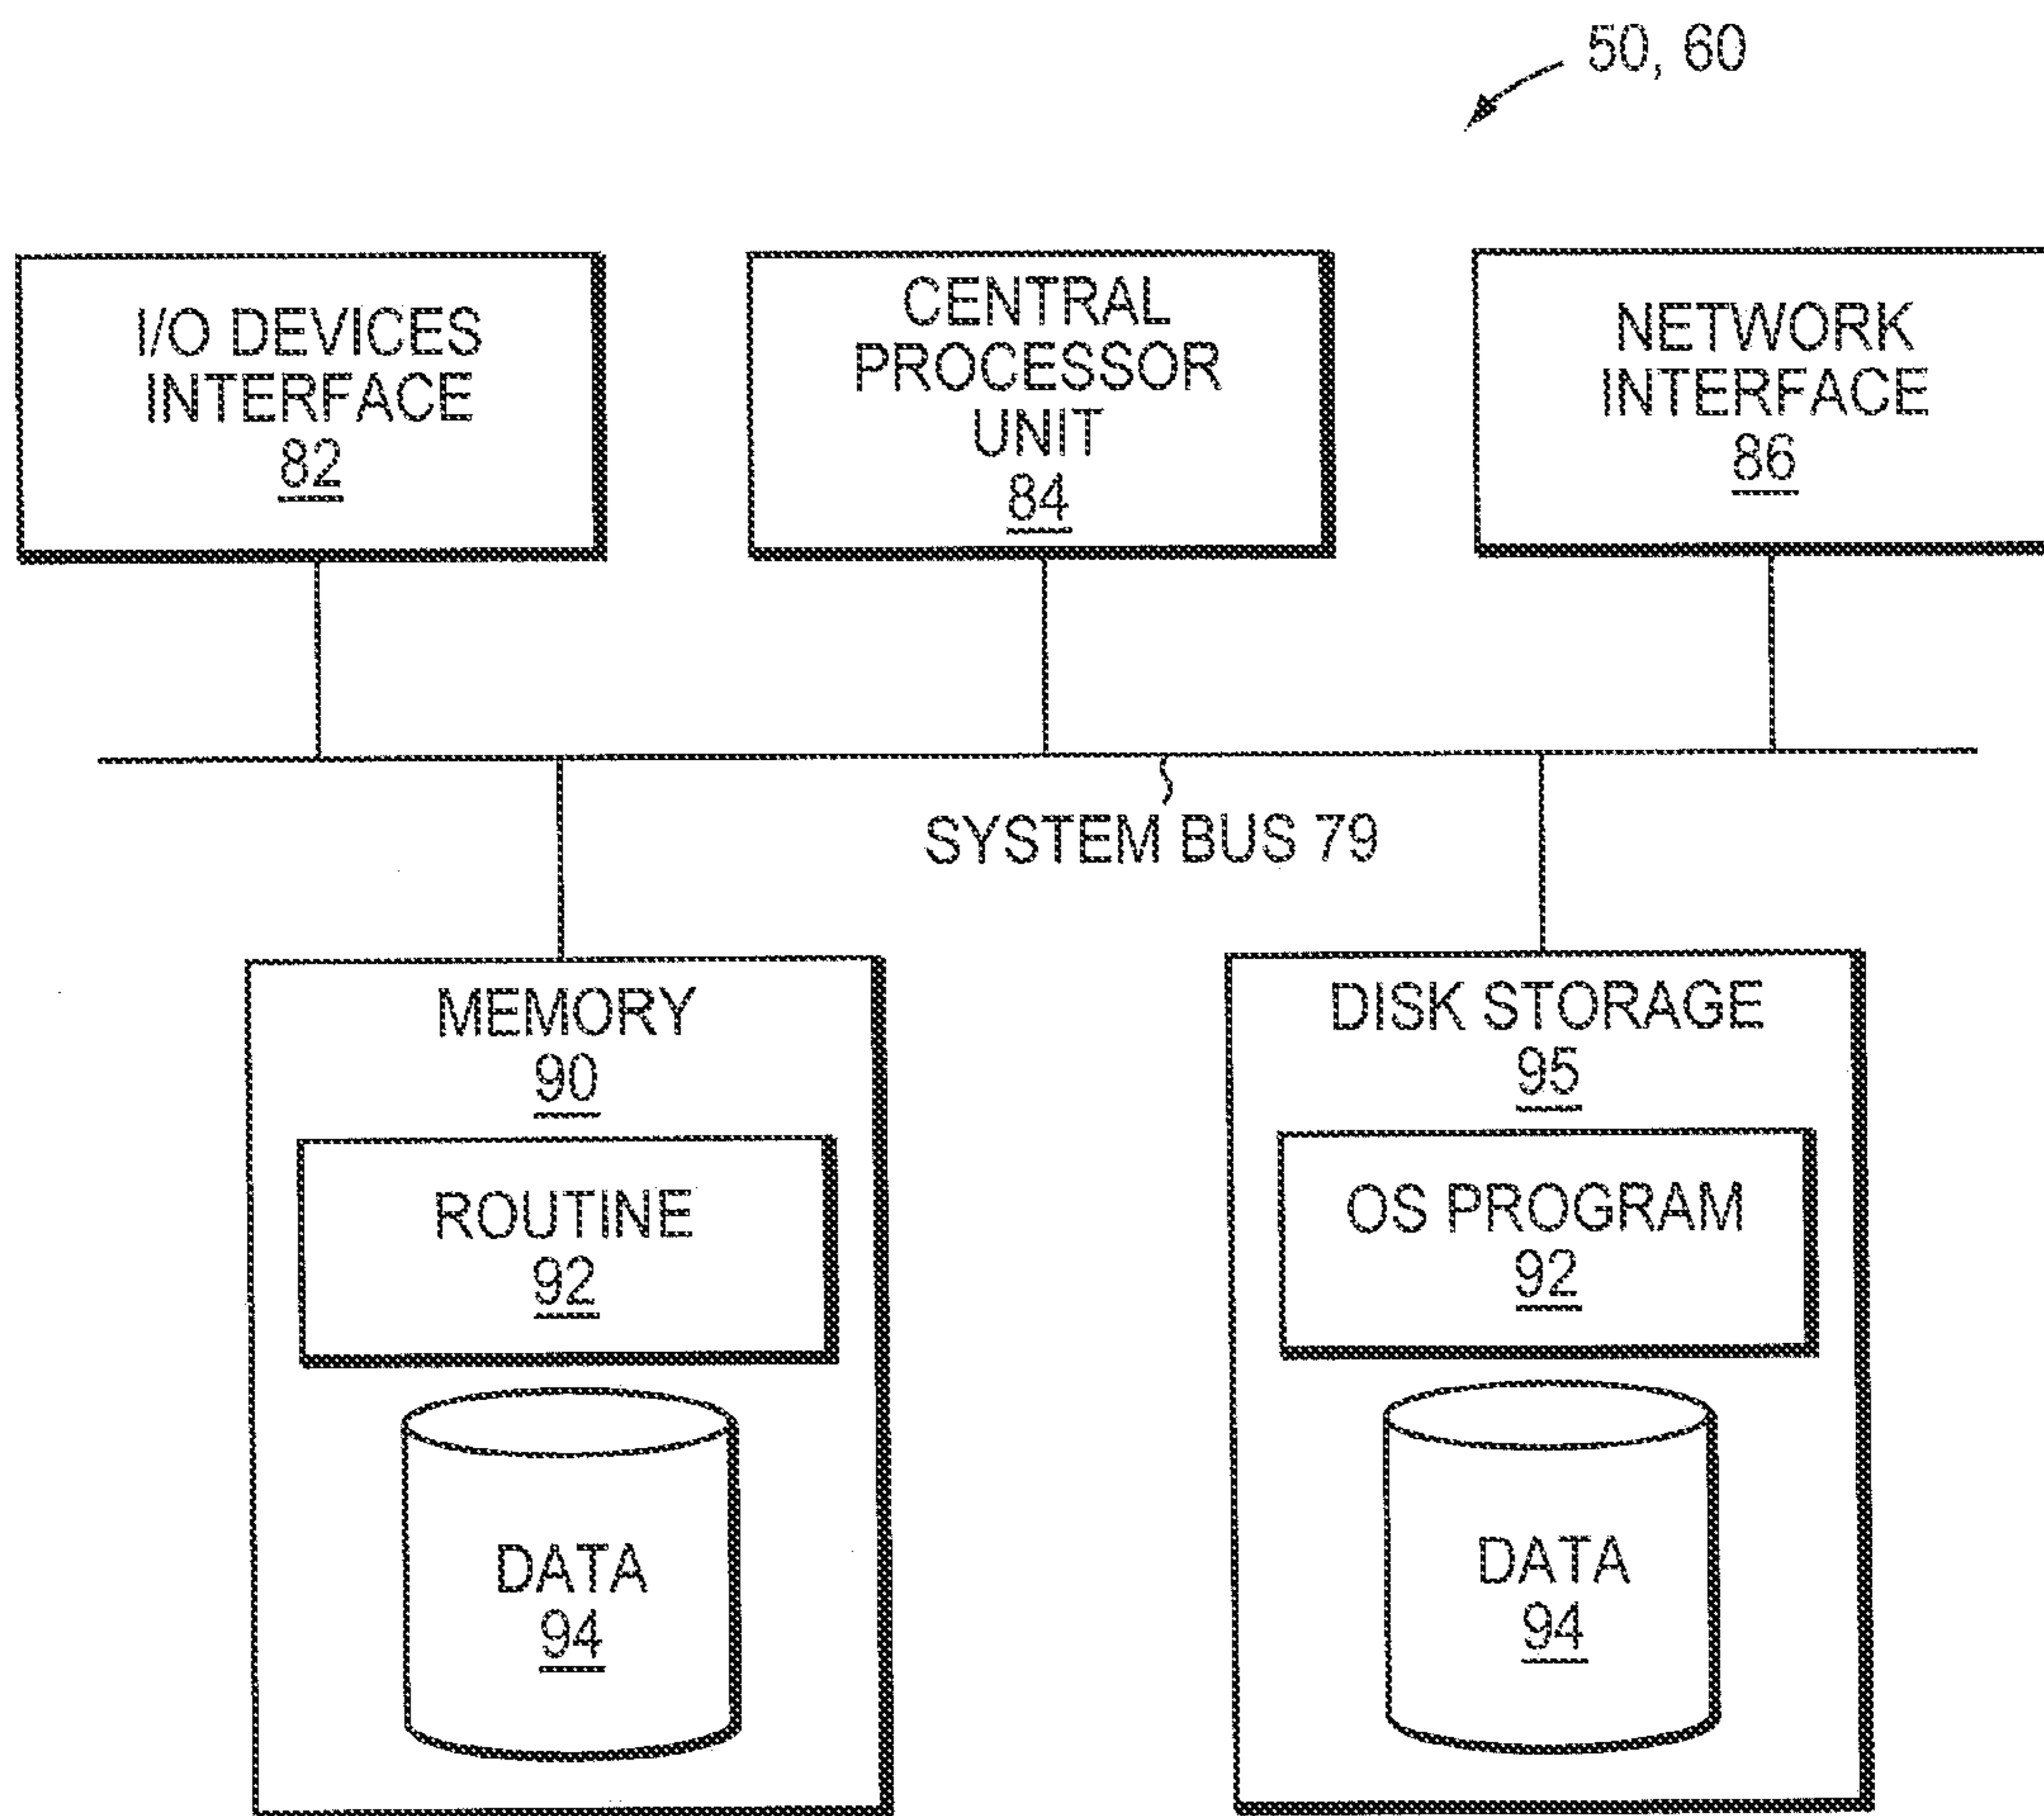 50, 60
I/O DEVICES
INTERFACE
82
CENTRAL
PROCESSOR
UNIT
84
NETWORK
INTERFACE
86
SYSTEM BUS 79
MEMORY
90
ROUTINE
92
DATA
94
DISK STORAGE
95
OS PROGRAM
92
DATA
94